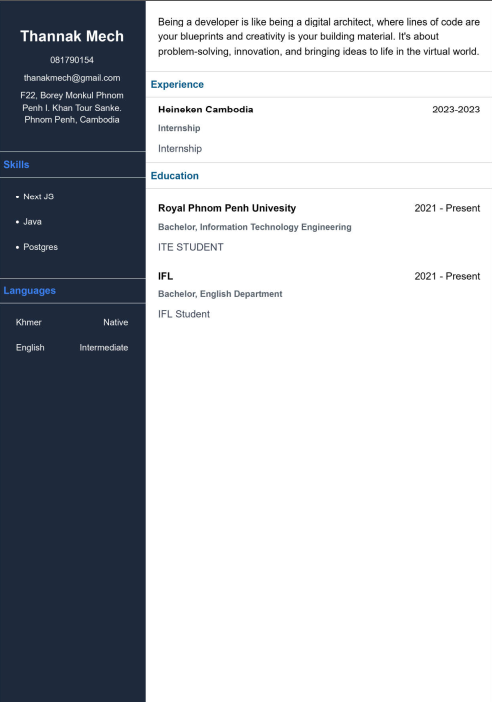 Thannak Mech
081790154
thanakmech@gmail.com
F22, Borey Monkul Phnom
Penh I. Khan Tour Sanke.
Phnom Penh, Cambodia
Skills
• Next JS
• Java
• Postgres
Languages
Khmer Native
English Intermediate
Being a developer is like being a digital architect, where lines of code are
your blueprints and creativity is your building material. It's about
problem-solving, innovation, and bringing ideas to life in the virtual world.
Experience
Heineken Cambodia 2023-2023
Internship
Internship
Education
Royal Phnom Penh Univesity 2021 - Present
Bachelor, Information Technology Engineering
ITE STUDENT
IFL 2021 - Present
Bachelor, English Department
IFL Student